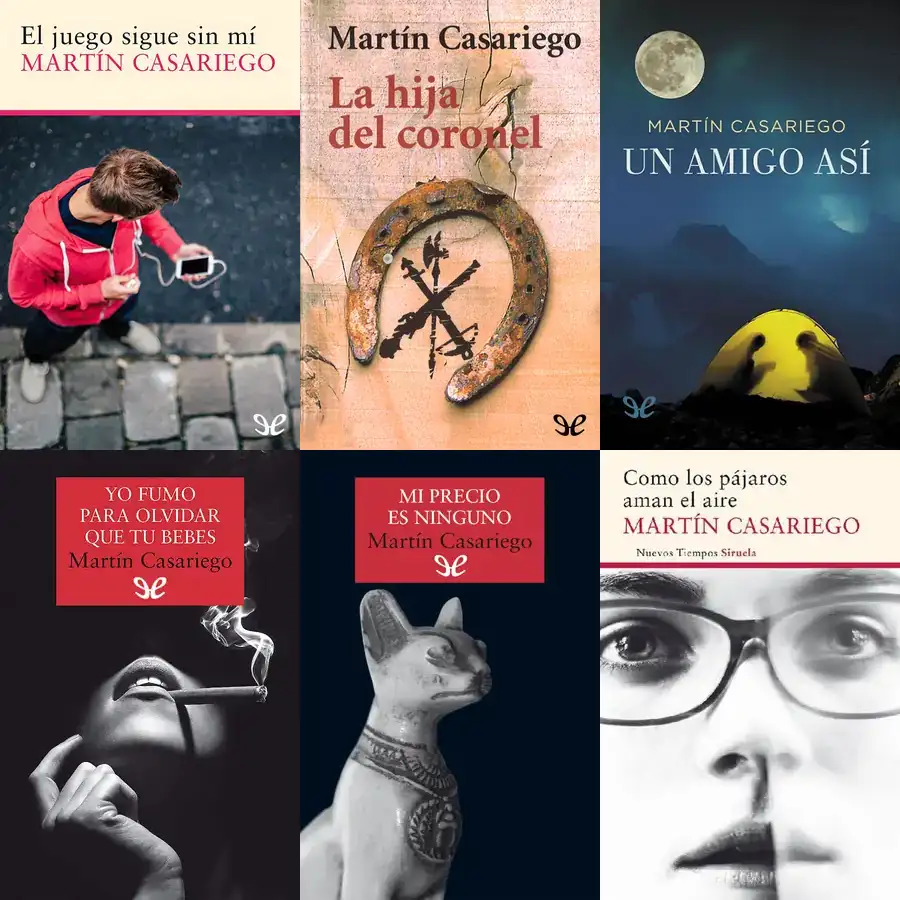 El juego sigue sin mí
MARTÍN CASARIEGO
Martín Casariego
La hija
del coronel
MARTÍN CASARIEGO
UN AMIGO ASÍ
YO FUMO
PARA OLVIDAR
QUE TU BEBES
Martín Casariego
MI PRECIO
ES NINGUNO
Martín Casariego
Como los pájaros
aman el aire
MARTÍN CASARIEGO
Nuevos Tiempos Siruela